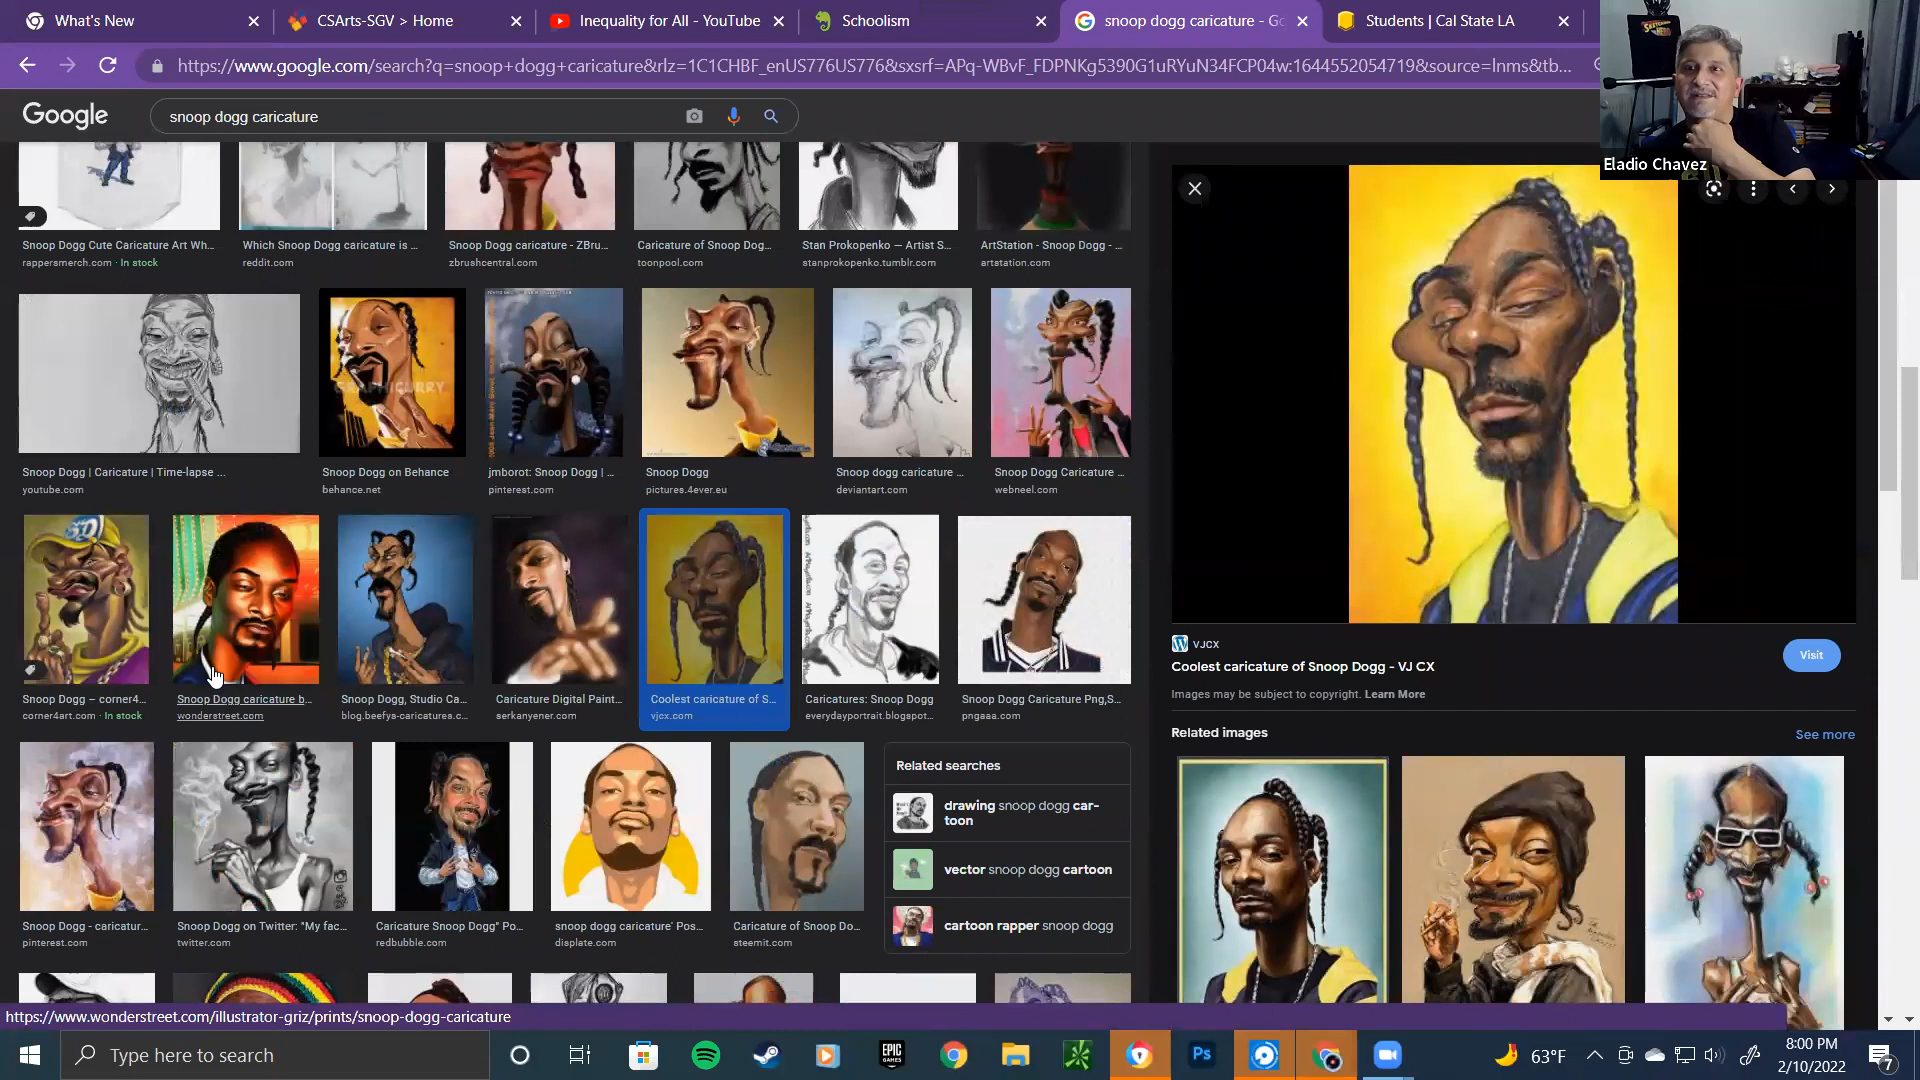 What's New
CSArts-SGV > Home
Inequality for All - YouTube
Schoolism
snoop dogg caricature - Go
Students | Cal State LA
https://www.google.com/search?q=snoop+dogg+caricature&rlz=1C1CHBF_enUS776US776&sxsrf=APq-WBvF_FDPNKg5390G1uRYuN34FCP04w:1644552054719&source=lnms&tb...
Google
snoop dogg caricature
Eladio Chavez
Snoop Dogg Cute Caricature Art Wh...
rappersmerch.com · In stock
Which Snoop Dogg caricature is ...
reddit.com
Snoop Dogg caricature - ZBru...
zbrushcentral.com
Caricature of Snoop Dog...
toonpool.com
Stan Prokopenko — Artist S...
stanprokopenko.tumblr.com
ArtStation - Snoop Dogg - ...
artstation.com
GRAPHICURRY
Snoop Dogg | Caricature | Time-lapse ...
youtube.com
Snoop Dogg on Behance
behance.net
jmborot: Snoop Dogg | ...
pinterest.com
Snoop Dogg
pictures.4ever.eu
Snoop dogg caricature ...
deviantart.com
Snoop Dogg Caricature ...
webneel.com
Snoop Dogg – corner4...
corner4art.com · In stock
Snoop Dogg caricature b...
wonderstreet.com
Snoop Dogg, Studio Ca...
blog.beefys-caricatures.c...
Caricature Digital Paint...
serkanyener.com
Coolest caricature of S...
vjcx.com
Caricatures: Snoop Dogg
everydayportrait.blogspot...
Snoop Dogg Caricature Png,S...
pngaaa.com
VJCX
Coolest caricature of Snoop Dogg - VJ CX
Visit
Images may be subject to copyright. Learn More
Related images
See more
Snoop Dogg - caricatur...
pinterest.com
Snoop Dogg on Twitter: "My fac...
twitter.com
Caricature Snoop Dogg" Po...
redbubble.com
snoop dogg caricature' Pos...
displate.com
Caricature of Snoop Do...
steemit.com
Related searches
drawing snoop dogg car-
toon
vector snoop dogg cartoon
cartoon rapper snoop dogg
https://www.wonderstreet.com/illustrator-griz/prints/snoop-dogg-caricature
Type here to search
EPIC
GAMES
Ps
63°F
8:00 PM
2/10/2022
7